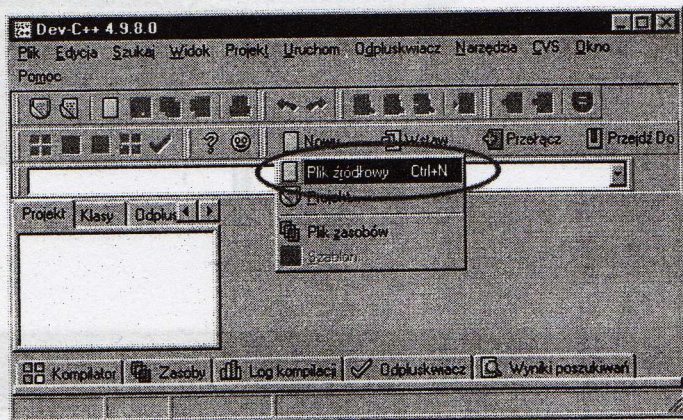 Dev-C++ 4.9.8.0
Plik Edycja Szukaj Widok Projekt Uruchom Odpluskwiacz Narzędzia CVS Okno
Pomoc
Nowy Wstaw Przełącz Przejdź Do
Plik źródłowy Ctrl+N
Projekt
Projekt Klasy Odplus
Plik zasobów
Szablon
Kompilator Zasoby Log kompilacji Odpluskwiacz Wyniki poszukiwań